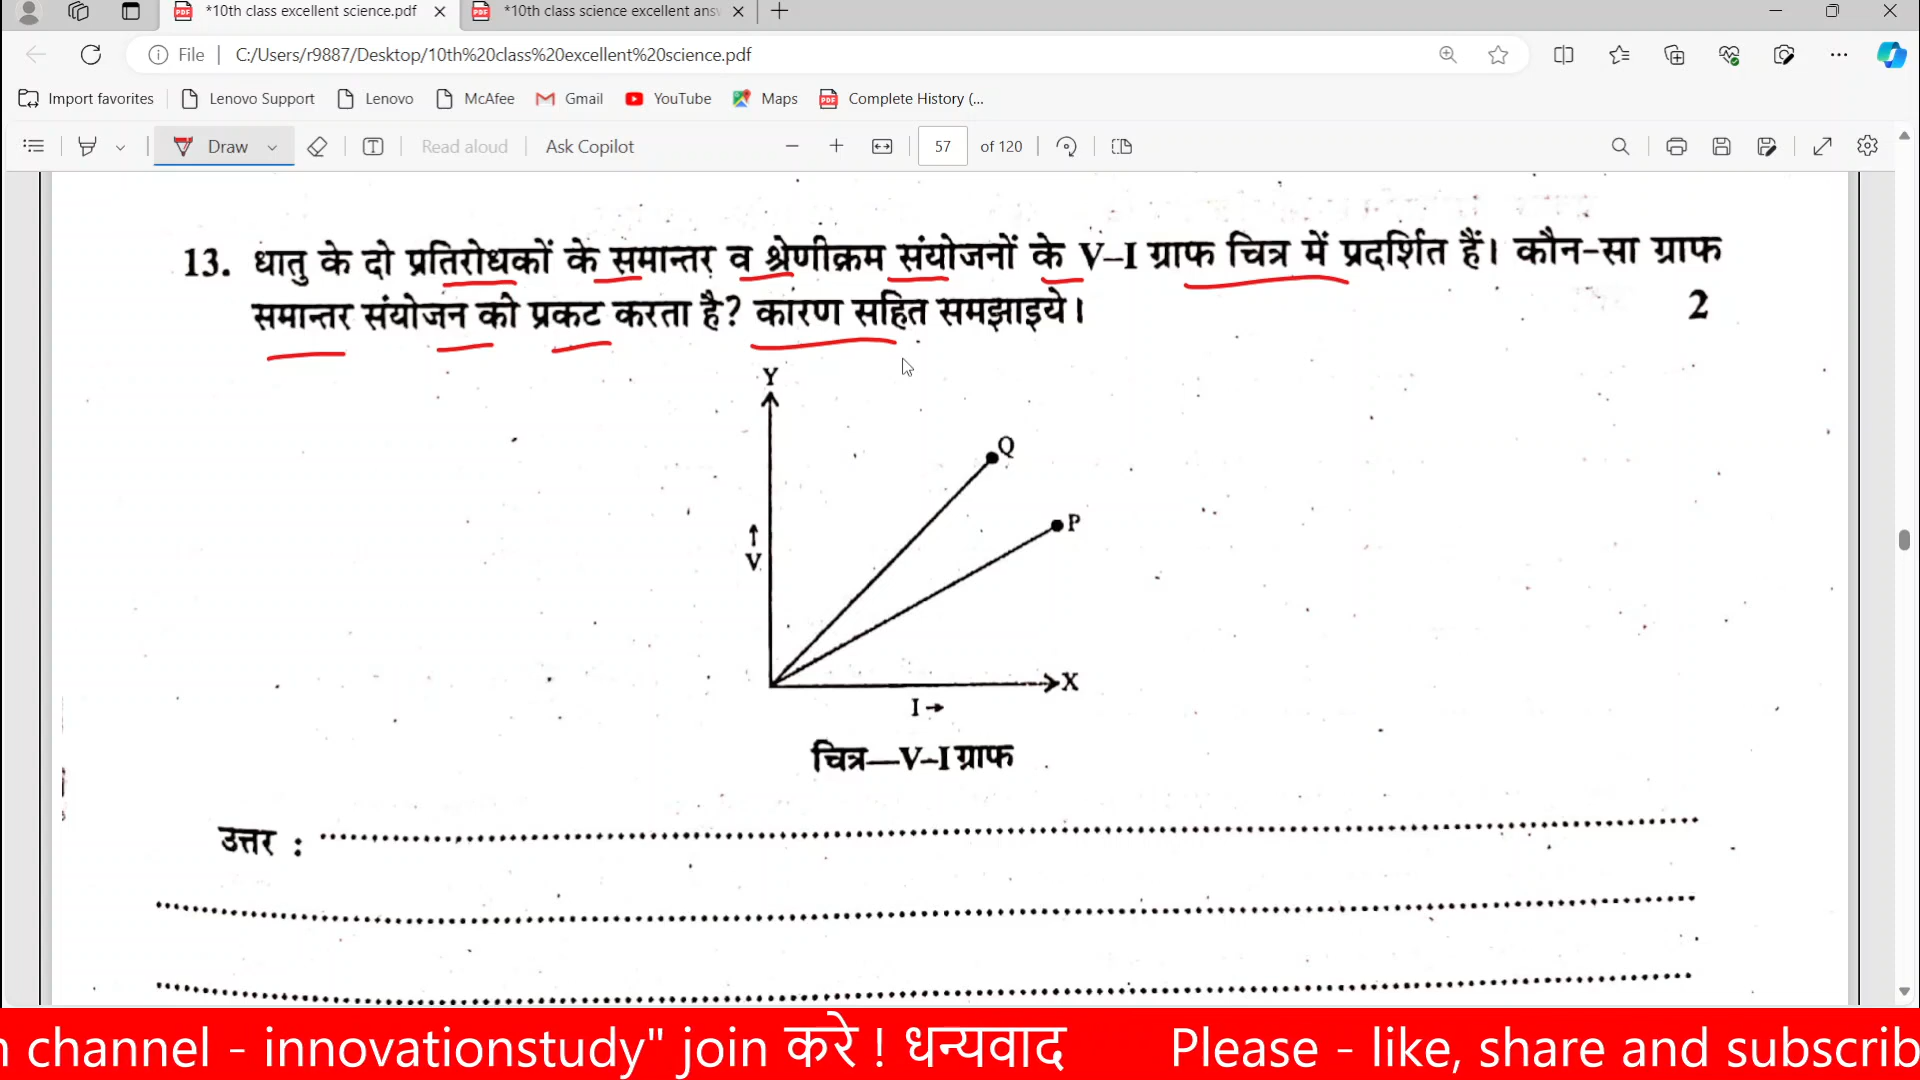 *10th class excellent science.pdf
*10th class science excellent ans
File
C:/Users/r9887/Desktop/10th%20class%20excellent%20science.pdf
Import favorites
Lenovo Support
Lenovo
McAfee
Gmail
YouTube
Maps
Complete History (...
Draw
Read aloud
Ask Copilot
57 of 120
13. धातु के दो प्रतिरोधकों के समान्तर व श्रेणीक्रम संयोजनों के V–I ग्राफ चित्र में प्रदर्शित हैं। कौन-सा ग्राफ
समान्तर संयोजन को प्रकट करता है? कारण सहित समझाइये। 2
Y
Q
P
↑
V
X
I →
चित्र—V–I ग्राफ
उत्तर :
channel - innovationstudy" join करे ! धन्यवाद Please - like, share and subscrib